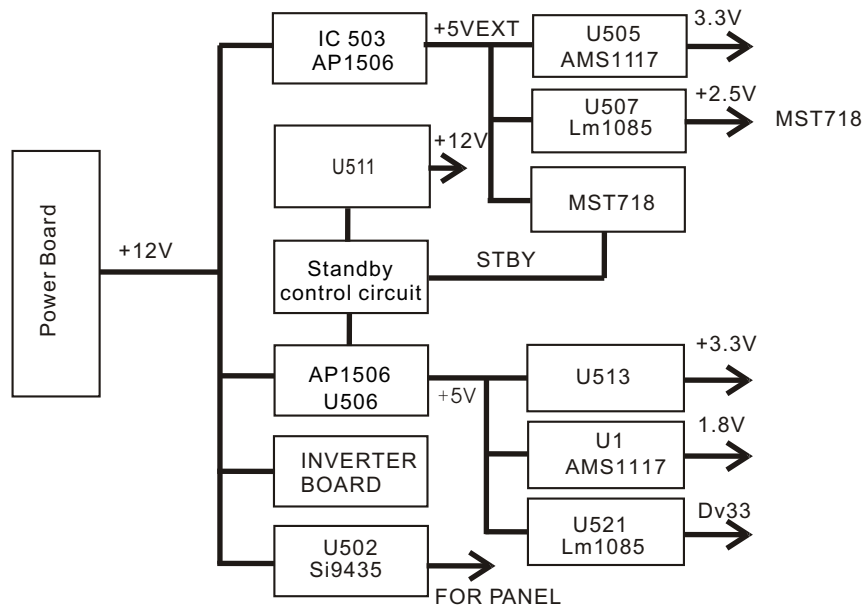 IC 503
AP1506
+5VEXT
U505
AMS1117
3.3V
U507
Lm1085
+2.5V
MST718
U511
+12V
MST718
Power Board
+12V
Standby
control circuit
STBY
AP1506
U506
+5V
U513
+3.3V
U1
AMS1117
1.8V
INVERTER
BOARD
U521
Lm1085
Dv33
U502
Si9435
FOR PANEL